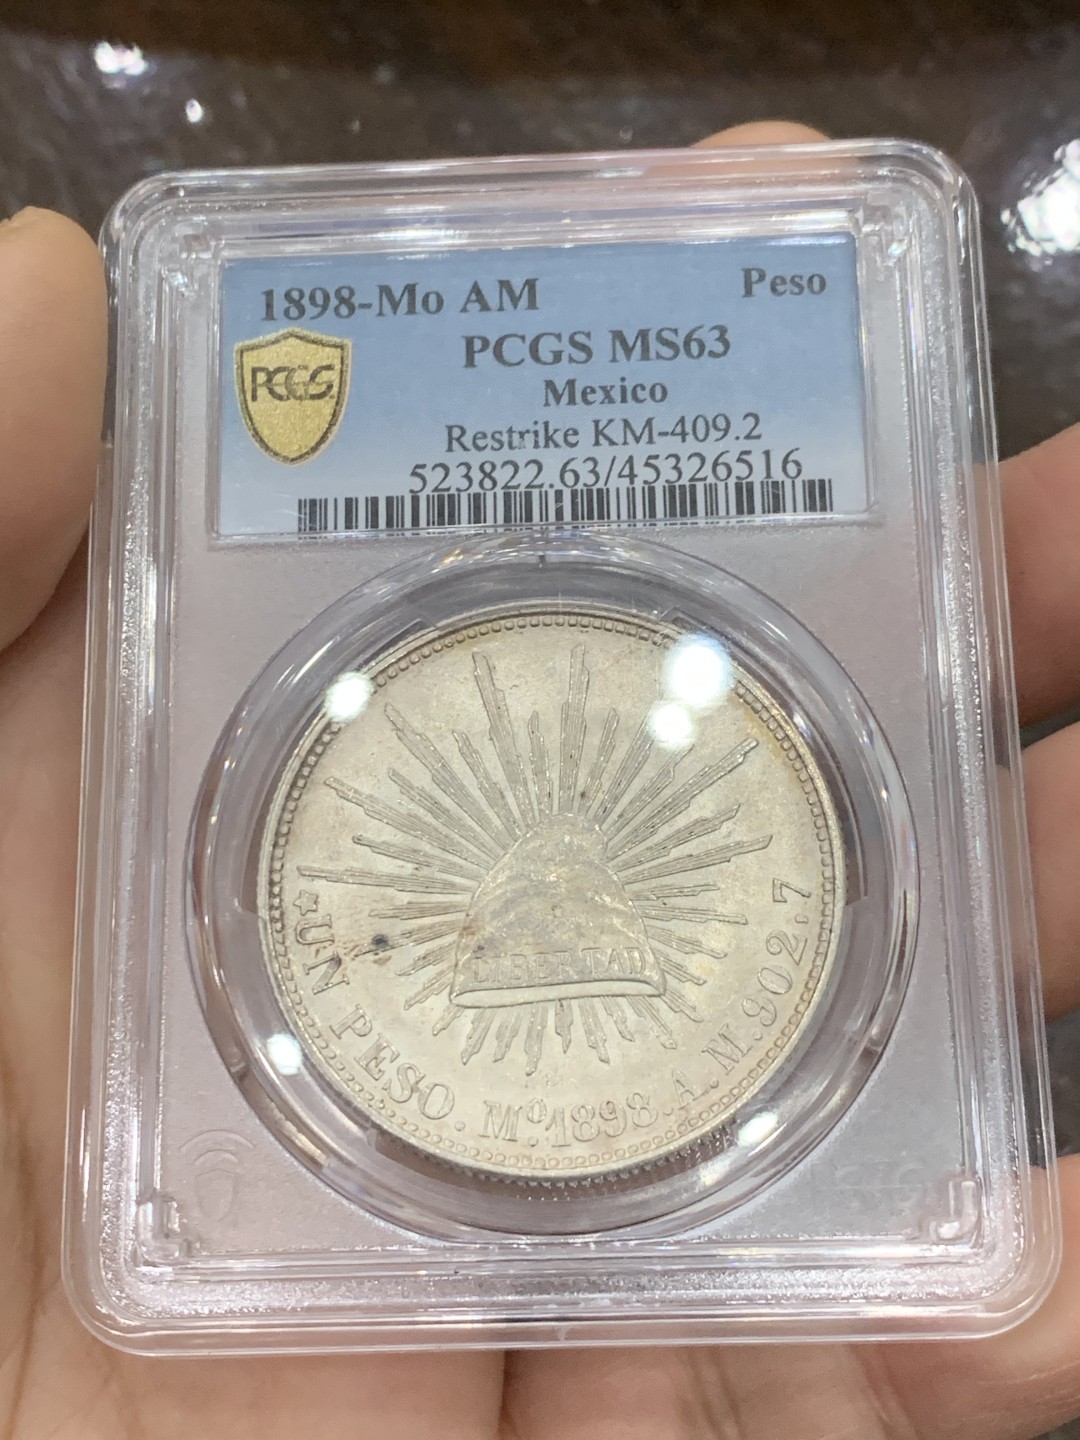 1898-Mo AM Peso
PCGS MS63
PCGS
Mexico
Restrike KM-409.2
523822.63/45326516
LIBERTAD
UN PESO. Mº.1898.A.M.902.7